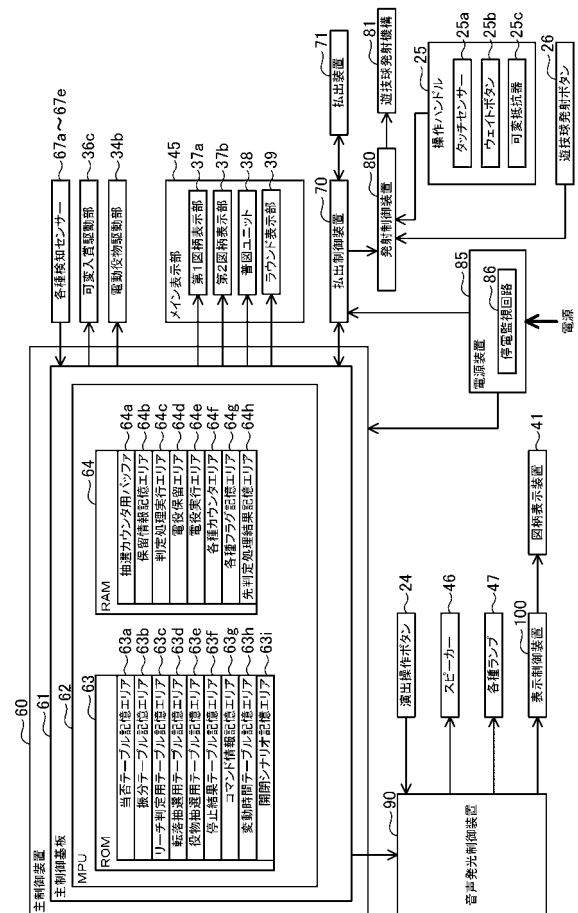 主制御装置
60
主制御基板
61
MPU
62
ROM
63
当否テーブル記憶エリア
63a
振分テーブル記憶エリア
63b
リーチ判定用テーブル記憶エリア
63c
転落抽選用テーブル記憶エリア
63d
役物抽選用テーブル記憶エリア
63e
停止結果テーブル記憶エリア
63f
コマンド情報記憶エリア
63g
変動時間テーブル記憶エリア
63h
開閉シナリオ記憶エリア
63i
RAM
64
抽選カウンタ用バッファ
64a
保留情報記憶エリア
64b
判定処理実行エリア
64c
電役保留エリア
64d
電役実行エリア
64e
各種カウンタエリア
64f
各種フラグ記憶エリア
64g
先判定処理結果記憶エリア
64h
各種検知センサー
67a～67e
可変入賞駆動部
36c
電動役物駆動部
34b
メイン表示部
45
第1図柄表示部
37a
第2図柄表示部
37b
普図ユニット
38
ラウンド表示部
39
払出制御装置
70
払出装置
71
発射制御装置
80
遊技球発射機構
81
操作ハンドル
25
タッチセンサー
25a
ウェイトボタン
25b
可変抵抗器
25c
遊技球発射ボタン
26
電源装置
85
停電監視回路
86
電源
音声発光制御装置
90
演出操作ボタン
24
スピーカー
46
各種ランプ
47
表示制御装置
100
図柄表示装置
41